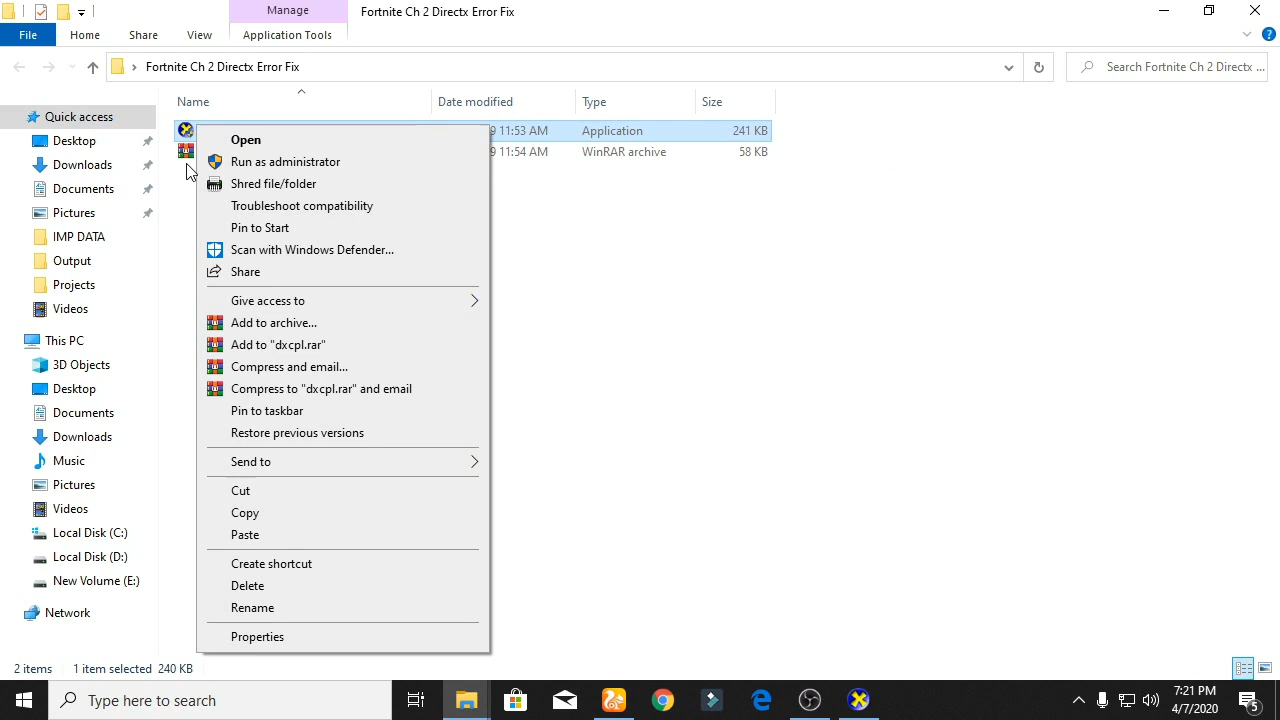 Manage
Fortnite Ch 2 Directx Error Fix
File
Home
Share
View
Application Tools
Fortnite Ch 2 Directx Error Fix
Search Fortnite Ch 2 Directx ...
Name
Date modified
Type
Size
9 11:53 AM
Application
241 KB
9 11:54 AM
WinRAR archive
58 KB
Quick access
Desktop
Downloads
Documents
Pictures
IMP DATA
Output
Projects
Videos
This PC
3D Objects
Desktop
Documents
Downloads
Music
Pictures
Videos
Local Disk (C:)
Local Disk (D:)
New Volume (E:)
Network
Open
Run as administrator
Shred file/folder
Troubleshoot compatibility
Pin to Start
Scan with Windows Defender...
Share
Give access to
Add to archive...
Add to "dxcpl.rar"
Compress and email...
Compress to "dxcpl.rar" and email
Pin to taskbar
Restore previous versions
Send to
Cut
Copy
Paste
Create shortcut
Delete
Rename
Properties
2 items
1 item selected 240 KB
Type here to search
7:21 PM
4/7/2020
5